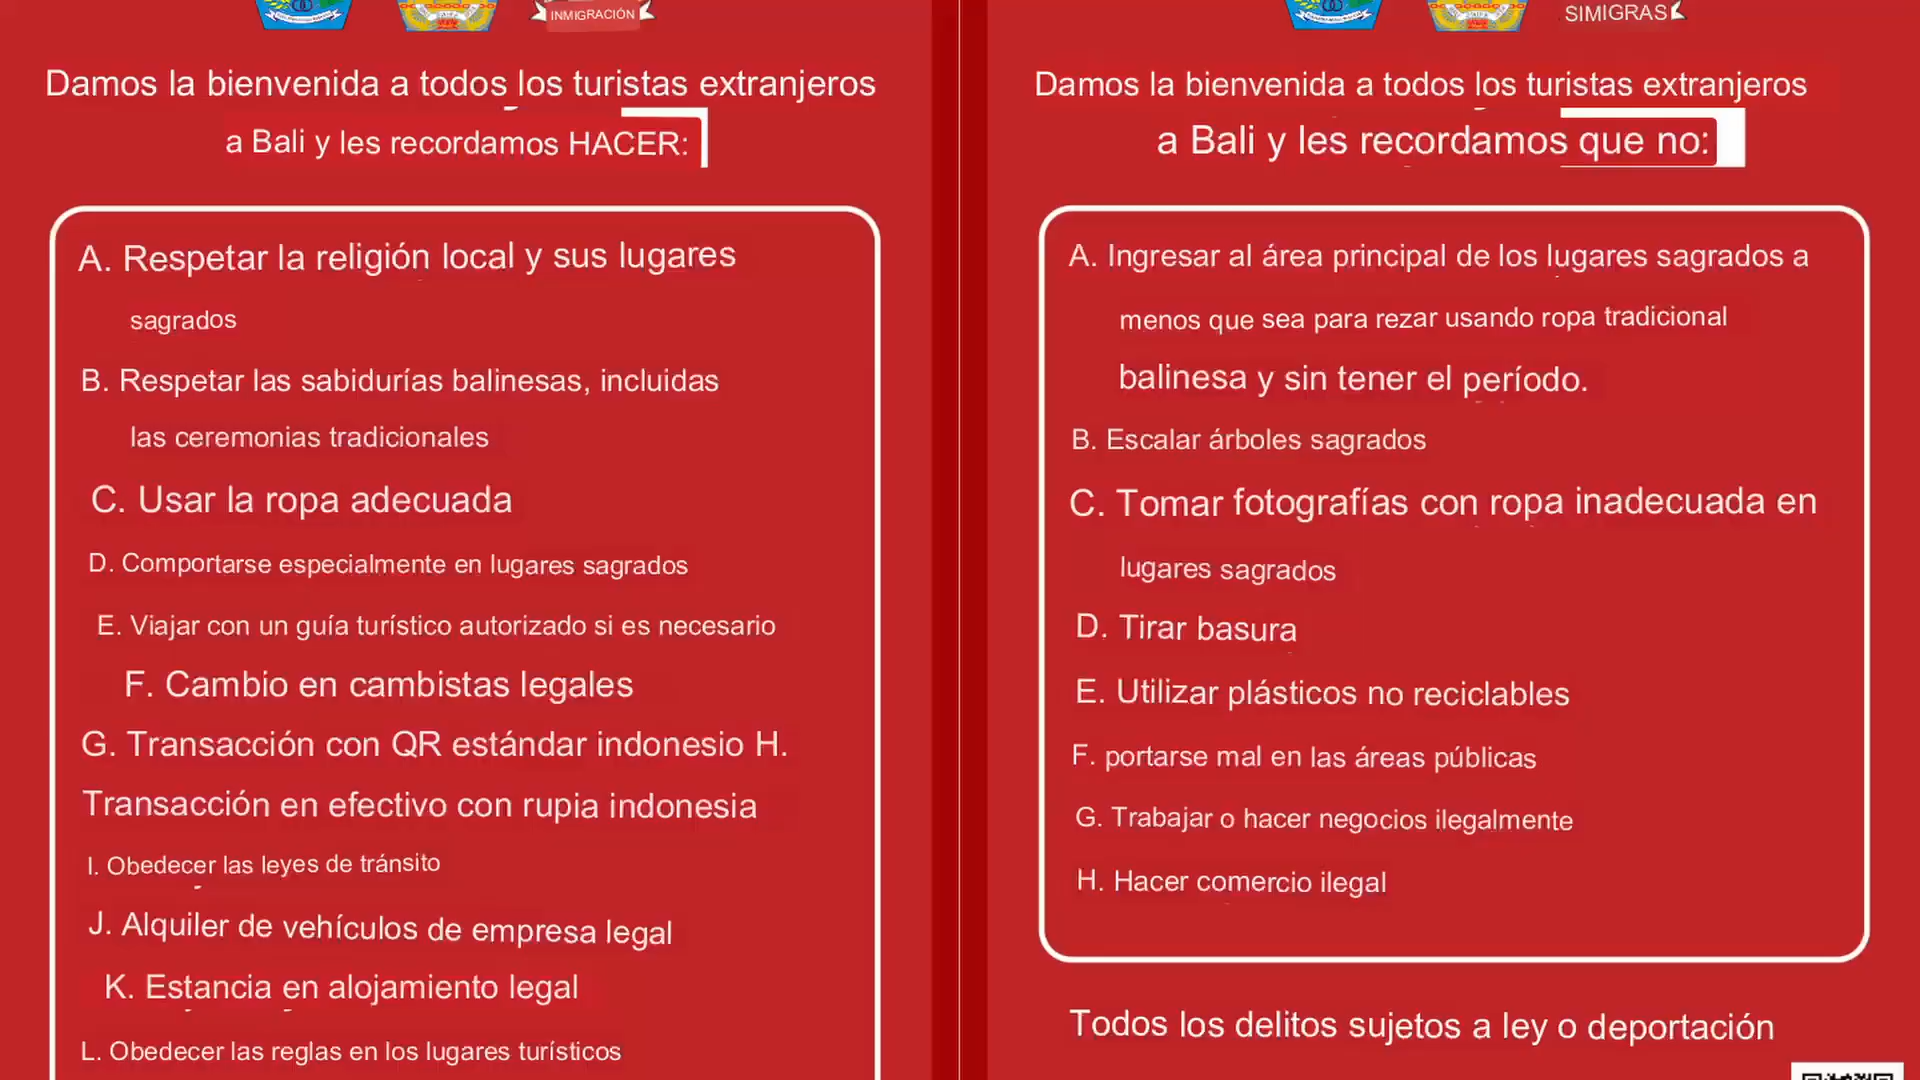 INMIGRACIÓN
Damos la bienvenida a todos los turistas extranjeros
a Bali y les recordamos HACER:
A. Respetar la religión local y sus lugares
sagrados
B. Respetar las sabidurías balinesas, incluidas
las ceremonias tradicionales
C. Usar la ropa adecuada
D. Comportarse especialmente en lugares sagrados
E. Viajar con un guía turístico autorizado si es necesario
F. Cambio en cambistas legales
G. Transacción con QR estándar indonesio H.
Transacción en efectivo con rupia indonesia
I. Obedecer las leyes de tránsito
J. Alquiler de vehículos de empresa legal
K. Estancia en alojamiento legal
L. Obedecer las reglas en los lugares turísticos
SIMIGRAS
Damos la bienvenida a todos los turistas extranjeros
a Bali y les recordamos que no:
A. Ingresar al área principal de los lugares sagrados a
menos que sea para rezar usando ropa tradicional
balinesa y sin tener el período.
B. Escalar árboles sagrados
C. Tomar fotografías con ropa inadecuada en
lugares sagrados
D. Tirar basura
E. Utilizar plásticos no reciclables
F. portarse mal en las áreas públicas
G. Trabajar o hacer negocios ilegalmente
H. Hacer comercio ilegal
Todos los delitos sujetos a ley o deportación